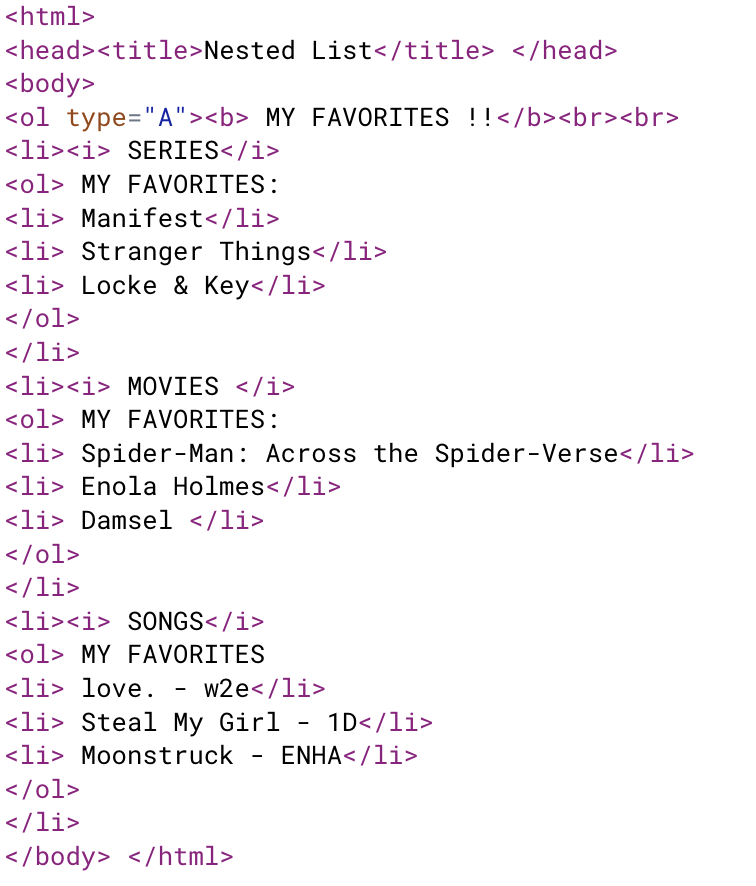 <html>
<head><title>Nested List</title> </head>
<body>
<ol type="A"><b> MY FAVORITES !!</b><br><br>
<li><i> SERIES</i>
<ol> MY FAVORITES:
<li> Manifest</li>
<li> Stranger Things</li>
<li> Locke & Key</li>
</ol>
</li>
<li><i> MOVIES </i>
<ol> MY FAVORITES:
<li> Spider-Man: Across the Spider-Verse</li>
<li> Enola Holmes</li>
<li> Damsel </li>
</ol>
</li>
<li><i> SONGS</i>
<ol> MY FAVORITES
<li> love. - w2e</li>
<li> Steal My Girl - 1D</li>
<li> Moonstruck - ENHA</li>
</ol>
</li>
</body> </html>